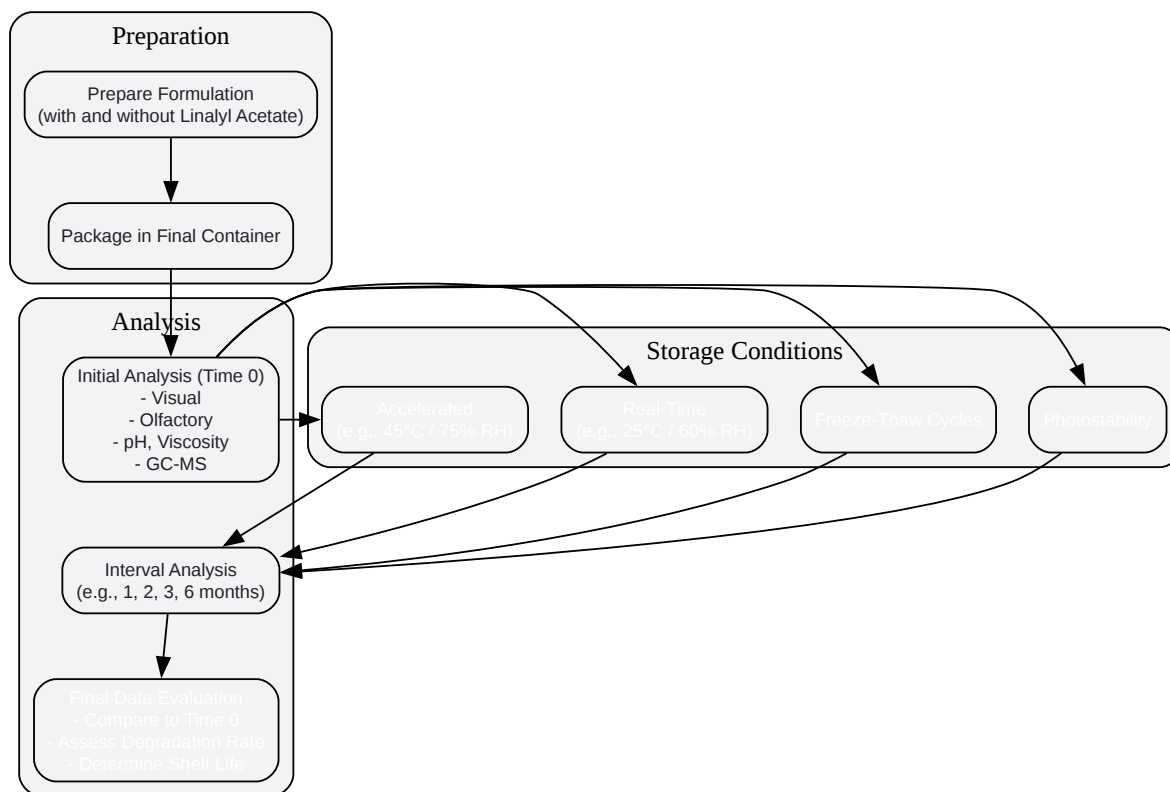 Preparation
Prepare Formulation
(with and without Linalyl Acetate)
Package in Final Container
Analysis
Initial Analysis (Time 0)
- Visual
- Olfactory
- pH, Viscosity
- GC-MS
Storage Conditions
Accelerated
(e.g., 45°C / 75% RH)
Real-Time
(e.g., 25°C / 60% RH)
Freeze-Thaw Cycles
Photostability
Interval Analysis
(e.g., 1, 2, 3, 6 months)
Final Data Evaluation
- Compare to Time 0
- Assess Degradation Rate
- Determine Shelf Life